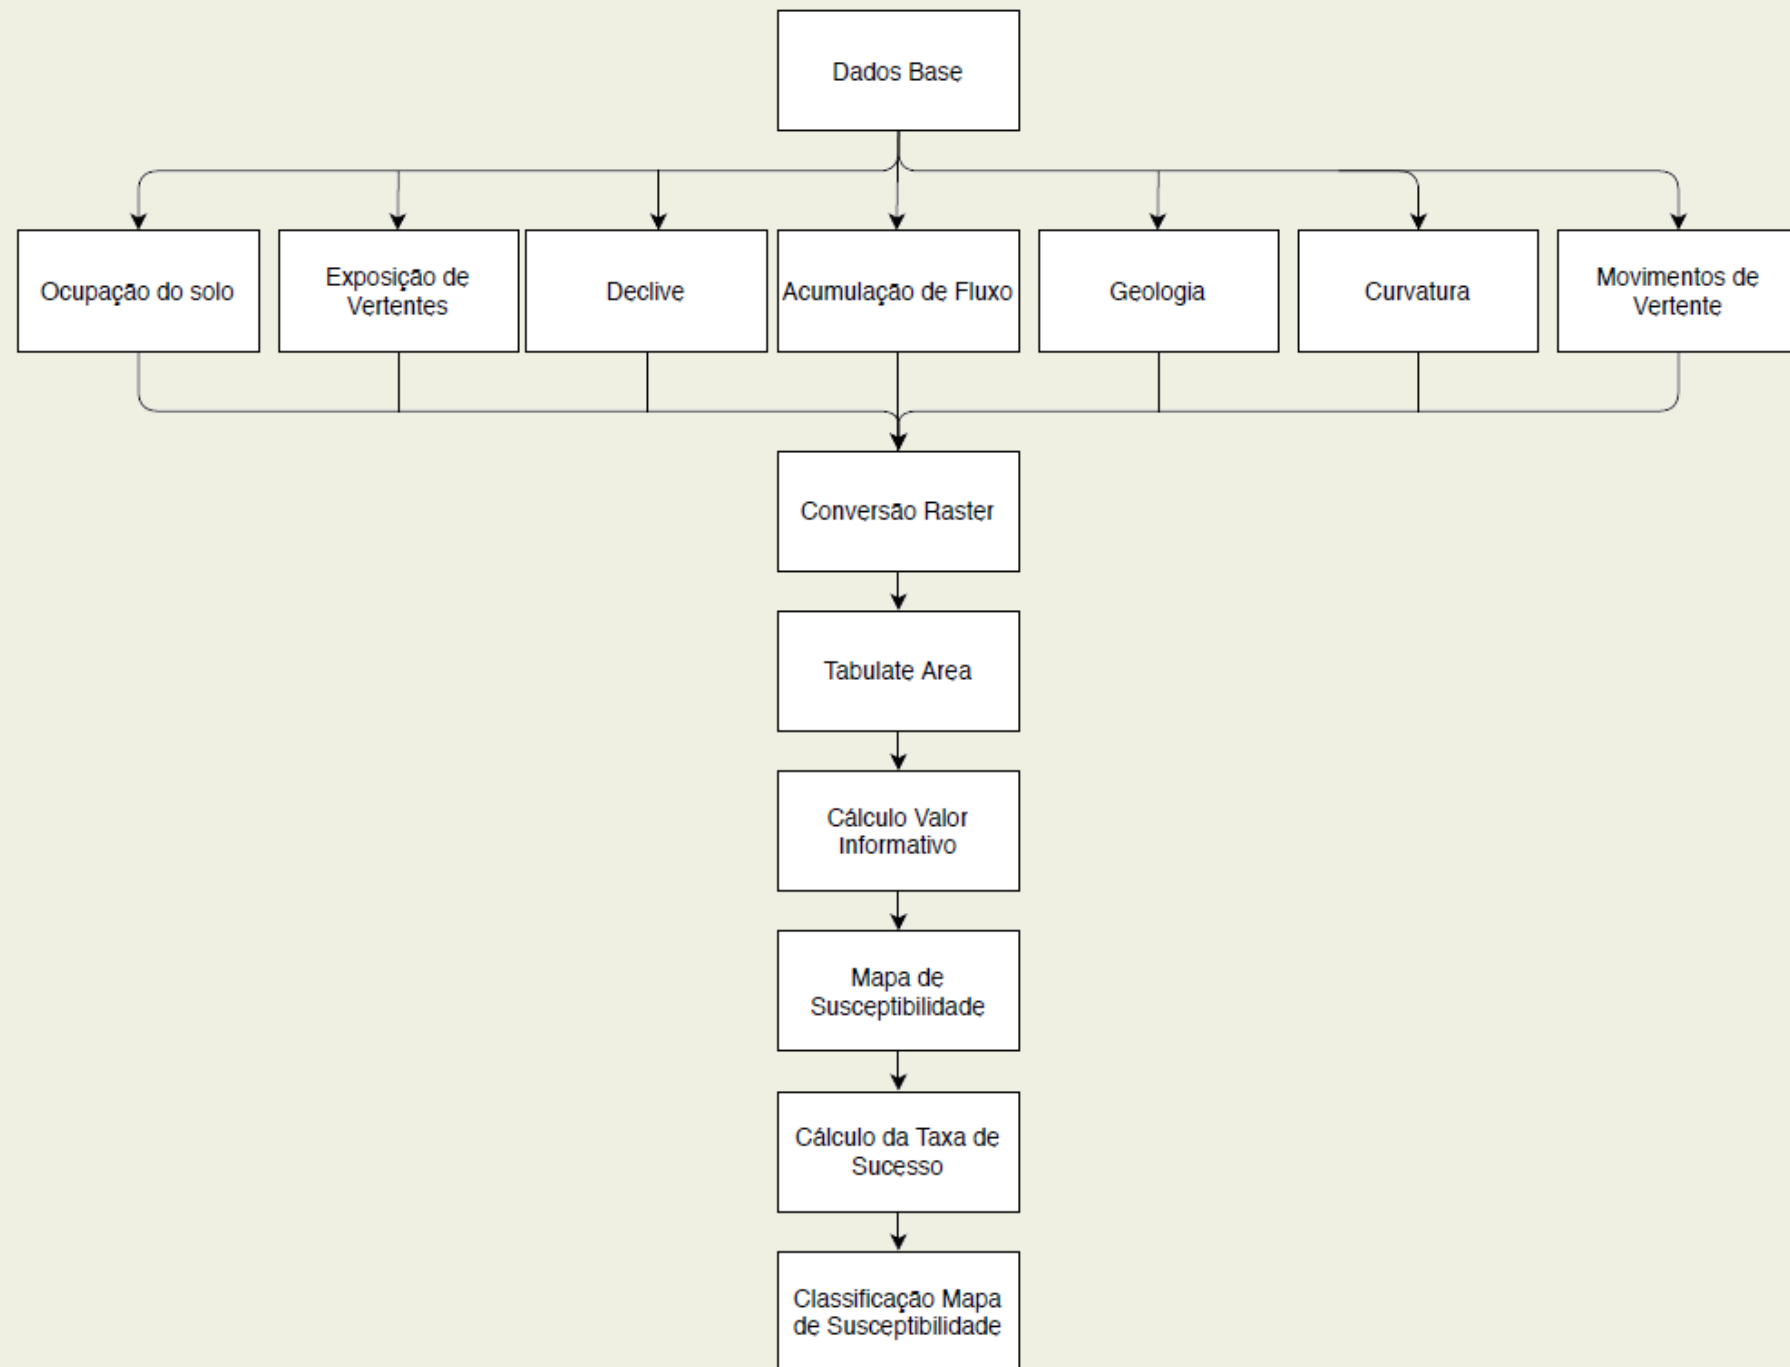 Dados Base
Ocupação do solo
Exposição de
Vertentes
Declive
Acumulação de Fluxo
Geologia
Curvatura
Movimentos de
Vertente
Conversão Raster
Tabulate Area
Cálculo Valor
Informativo
Mapa de
Susceptibilidade
Cálculo da Taxa de
Sucesso
Classificação Mapa
de Susceptibilidade